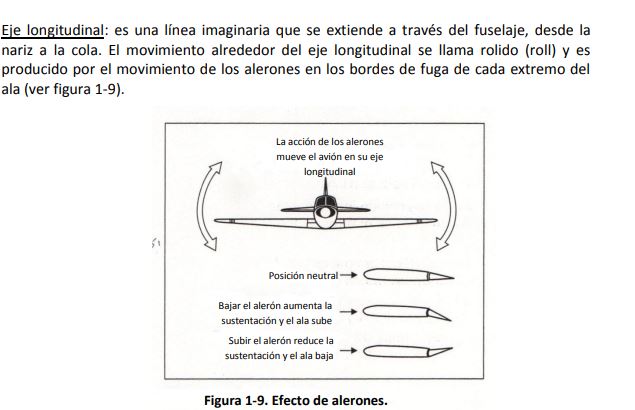 Eje longitudinal: es una línea imaginaria que se extiende a través del fuselaje, desde la
nariz a la cola. El movimiento alrededor del eje longitudinal se llama rolido (roll) y es
producido por el movimiento de los alerones en los bordes de fuga de cada extremo del
ala (ver figura 1-9).
La acción de los alerones
mueve el avión en su eje
longitudinal
Posición neutral
Bajar el alerón aumenta la
sustentación y el ala sube
Subir el alerón reduce la
sustentación y el ala baja
Figura 1-9. Efecto de alerones.